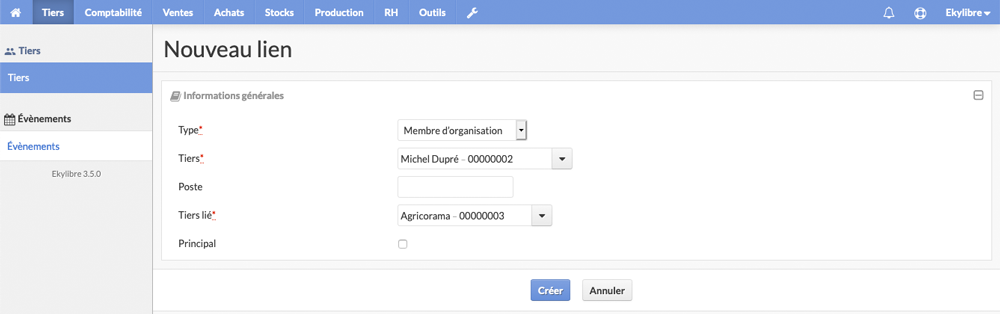 Tiers Comptabilité Ventes Achats Stocks Production RH Outils Ekylibre
Tiers
Tiers
Évènements
Évènements
Ekylibre 3.5.0
Nouveau lien
Informations générales
Type* Membre d'organisation
Tiers* Michel Dupré - 00000002
Poste
Tiers lié* Agricorama - 00000003
Principal
Créer Annuler